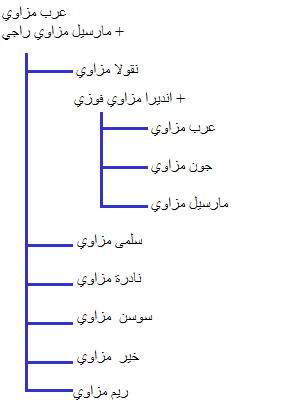 عرب مزاوي
+ مارسيل مزاوي راجي
نقولا مزاوي
+ انديرا مزاوي فوزي
عرب مزاوي
جون مزاوي
مارسيل مزاوي
سلمى مزاوي
نادرة مزاوي
سوسن مزاوي
خير مزاوي
ريم مزاوي